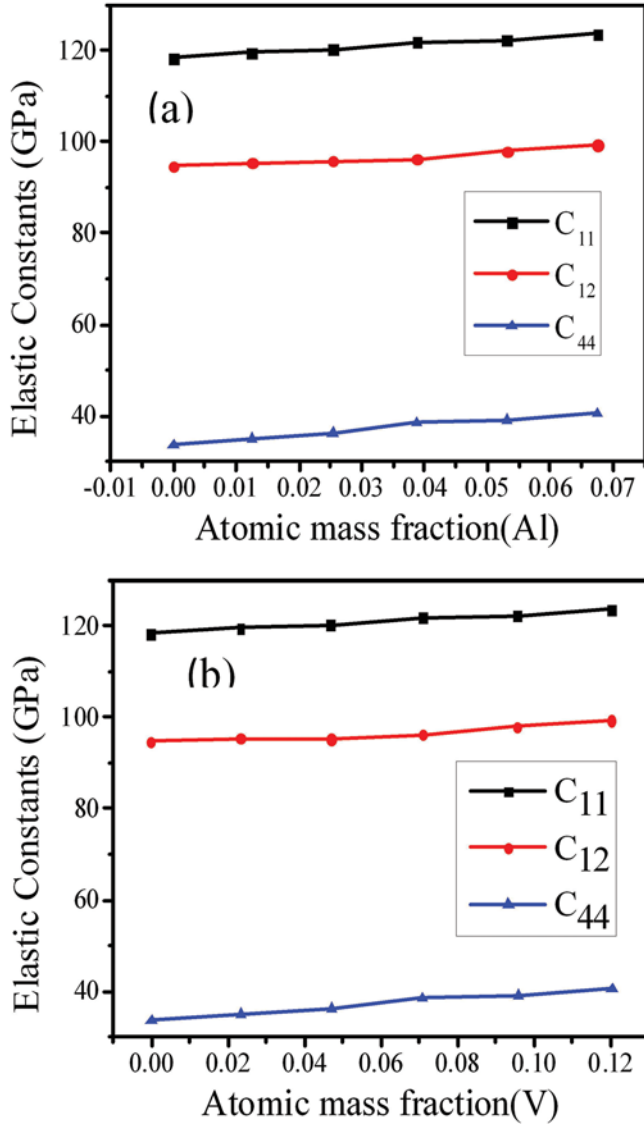 120
100
80
60
40
Elastic Constants (GPa)
(a)
C11
C12
C44
-0.01 0.00 0.01 0.02 0.03 0.04 0.05 0.06 0.07
Atomic mass fraction(Al)
120
100
80
60
40
Elastic Constants (GPa)
(b)
C11
C12
C44
0.00 0.02 0.04 0.06 0.08 0.10 0.12
Atomic mass fraction(V)